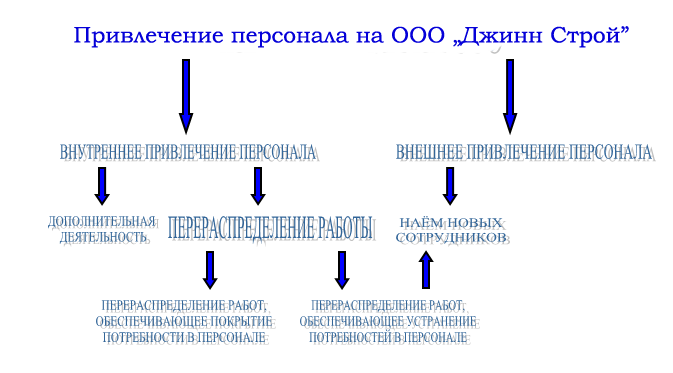 Привлечение персонала на ООО „Джинн Строй”
ВНУТРЕННЕЕ ПРИВЛЕЧЕНИЕ ПЕРСОНАЛА
ВНЕШНЕЕ ПРИВЛЕЧЕНИЕ ПЕРСОНАЛА
ДОПОЛНИТЕЛЬНАЯ
ДЕЯТЕЛЬНОСТЬ
ПЕРЕРАСПРЕДЕЛЕНИЕ РАБОТЫ
НАЁМ НОВЫХ
СОТРУДНИКОВ
ПЕРЕРАСПРЕДЕЛЕНИЕ РАБОТ,
ОБЕСПЕЧИВАЮЩЕЕ ПОКРЫТИЕ
ПОТРЕБНОСТИ В ПЕРСОНАЛЕ
ПЕРЕРАСПРЕДЕЛЕНИЕ РАБОТ,
ОБЕСПЕЧИВАЮЩЕЕ УСТРАНЕНИЕ
ПОТРЕБНОСТЕЙ В ПЕРСОНАЛЕ